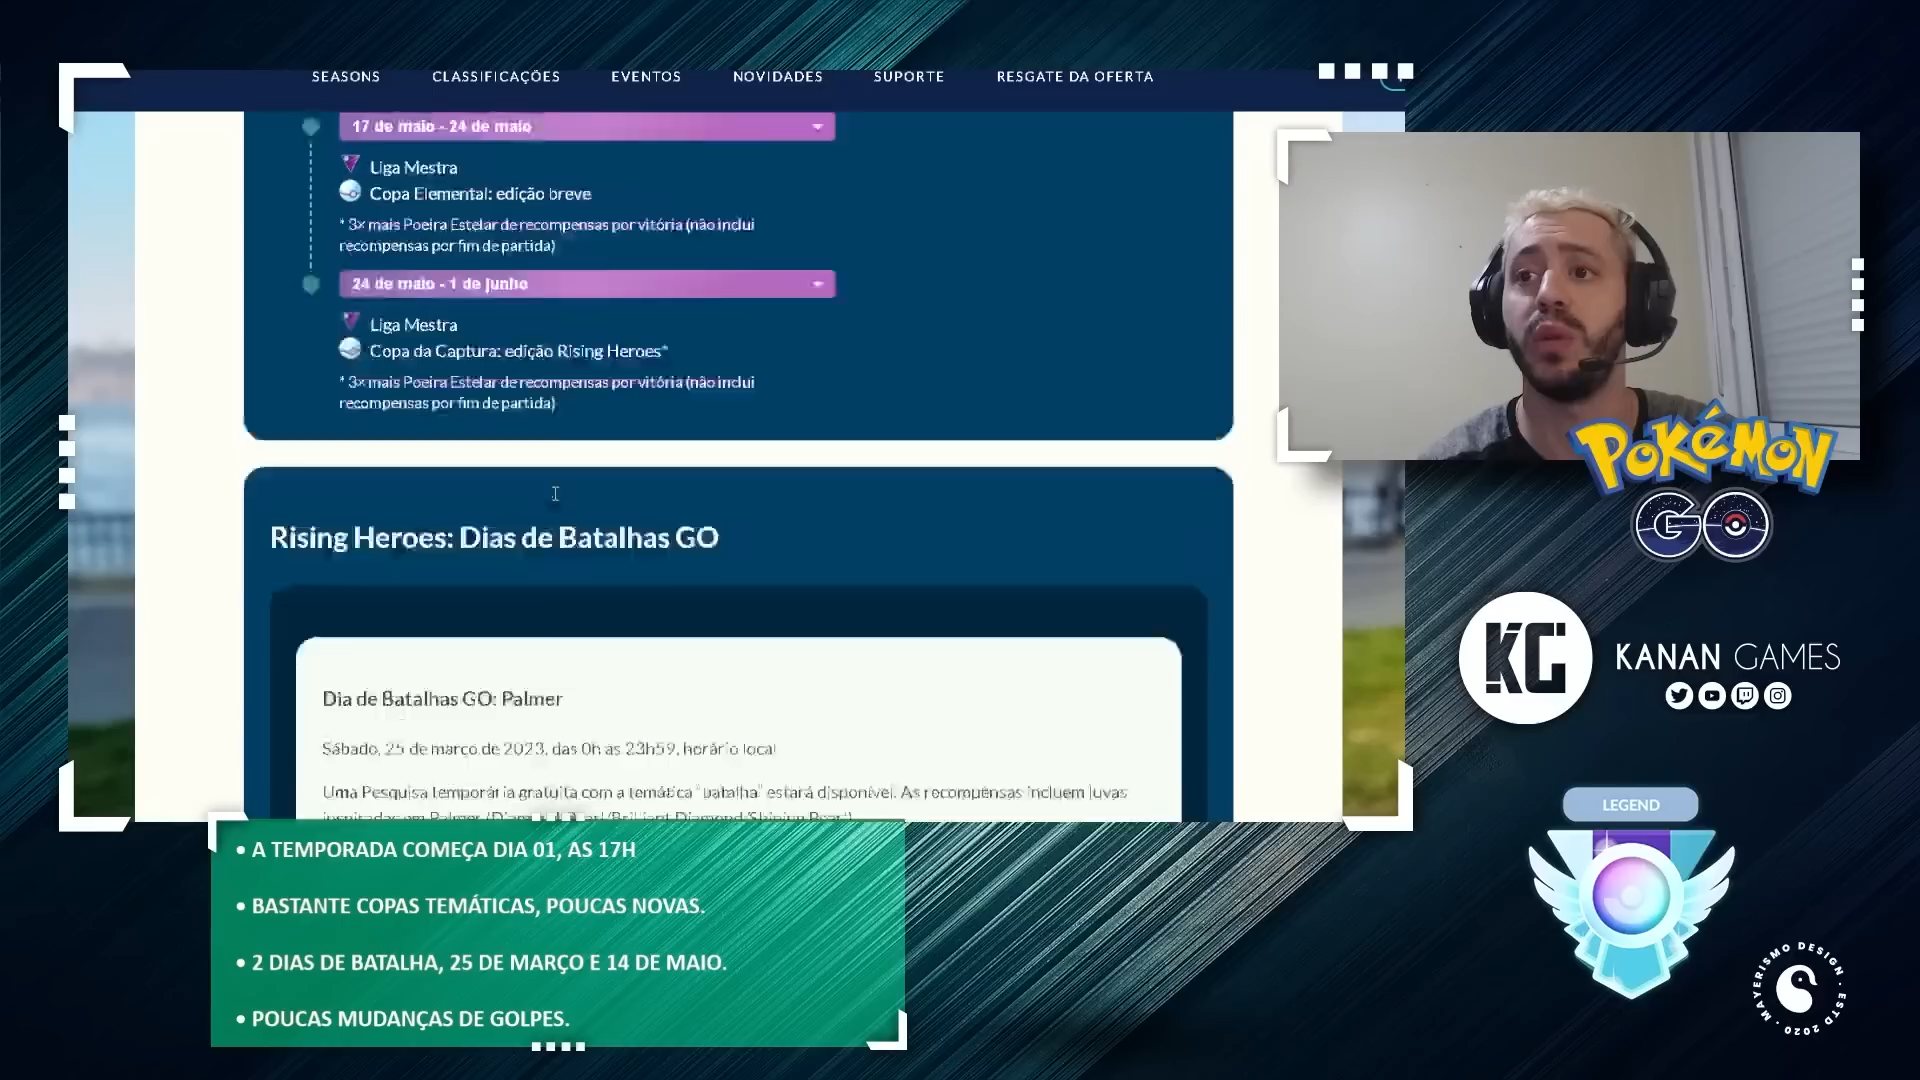 SEASONS CLASSIFICAÇÕES EVENTOS NOVIDADES SUPORTE RESGATE DA OFERTA
17 de maio - 24 de maio
Liga Mestra
Copa Elemental: edição breve
* 3× mais Poeira Estelar de recompensas por vitória (não inclui
recompensas por fim de partida)
24 de maio - 1 de junho
Liga Mestra
Copa da Captura: edição Rising Heroes*
* 3× mais Poeira Estelar de recompensas por vitória (não inclui
recompensas por fim de partida)
Rising Heroes: Dias de Batalhas GO
Dia de Batalhas GO: Palmer
Sábado, 25 de março de 2023, das 0h as 23h59, horário local
Uma Pesquisa temporária gratuita com a temática "batalha" estará disponível. As recompensas incluem luvas
inspiradas em Palmer
• A TEMPORADA COMEÇA DIA 01, AS 17H
• BASTANTE COPAS TEMÁTICAS, POUCAS NOVAS.
• 2 DIAS DE BATALHA, 25 DE MARÇO E 14 DE MAIO.
• POUCAS MUDANÇAS DE GOLPES.
POKéMON
GO
KG
KANAN GAMES
LEGEND
MAYERISMO DESIGN · ESTD 2020 ·